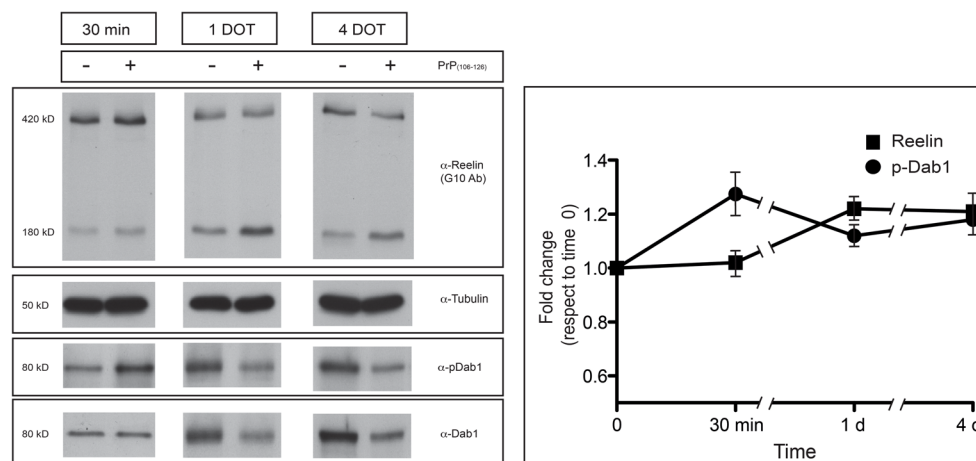 30 min 1 DOT 4 DOT
- + - + - + PrP(106-126)
420 kD
α-Reelin
(G10 Ab)
180 kD
50 kD α-Tubulin
80 kD α-pDab1
80 kD α-Dab1
Reelin
p-Dab1
Fold change
(respect to time 0)
1.4
1.2
1.0
0.8
0.6
0 30 min 1 d 4 d
Time